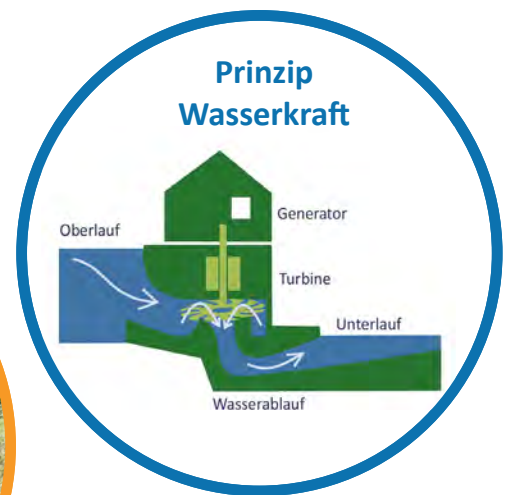 Prinzip
Wasserkraft
Generator
Oberlauf
Turbine
Unterlauf
Wasserablauf